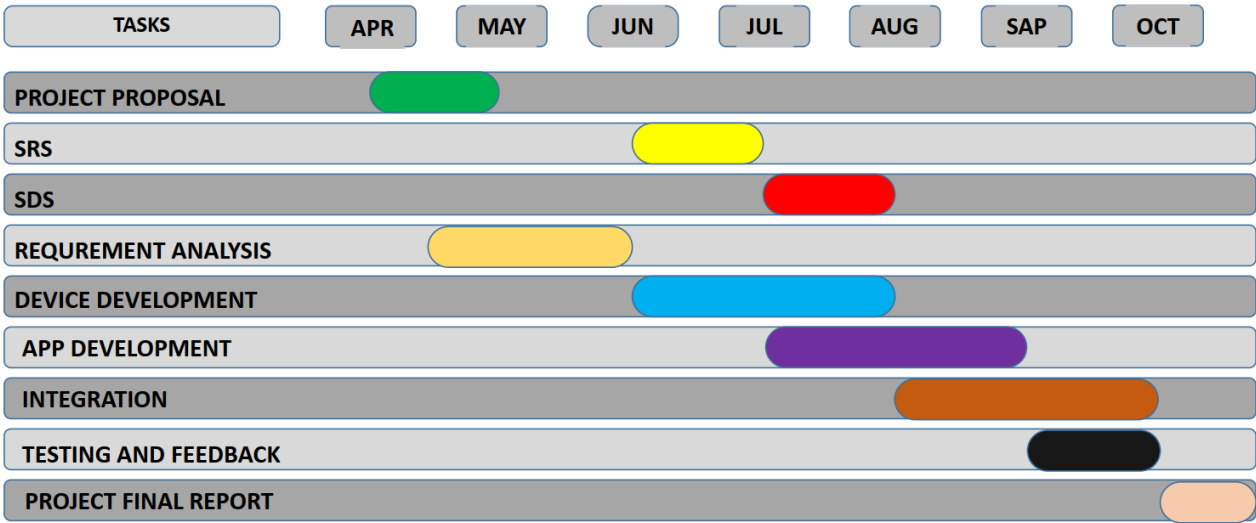 TASKS APR MAY JUN JUL AUG SAP OCT
PROJECT PROPOSAL
SRS
SDS
REQUREMENT ANALYSIS
DEVICE DEVELOPMENT
APP DEVELOPMENT
INTEGRATION
TESTING AND FEEDBACK
PROJECT FINAL REPORT